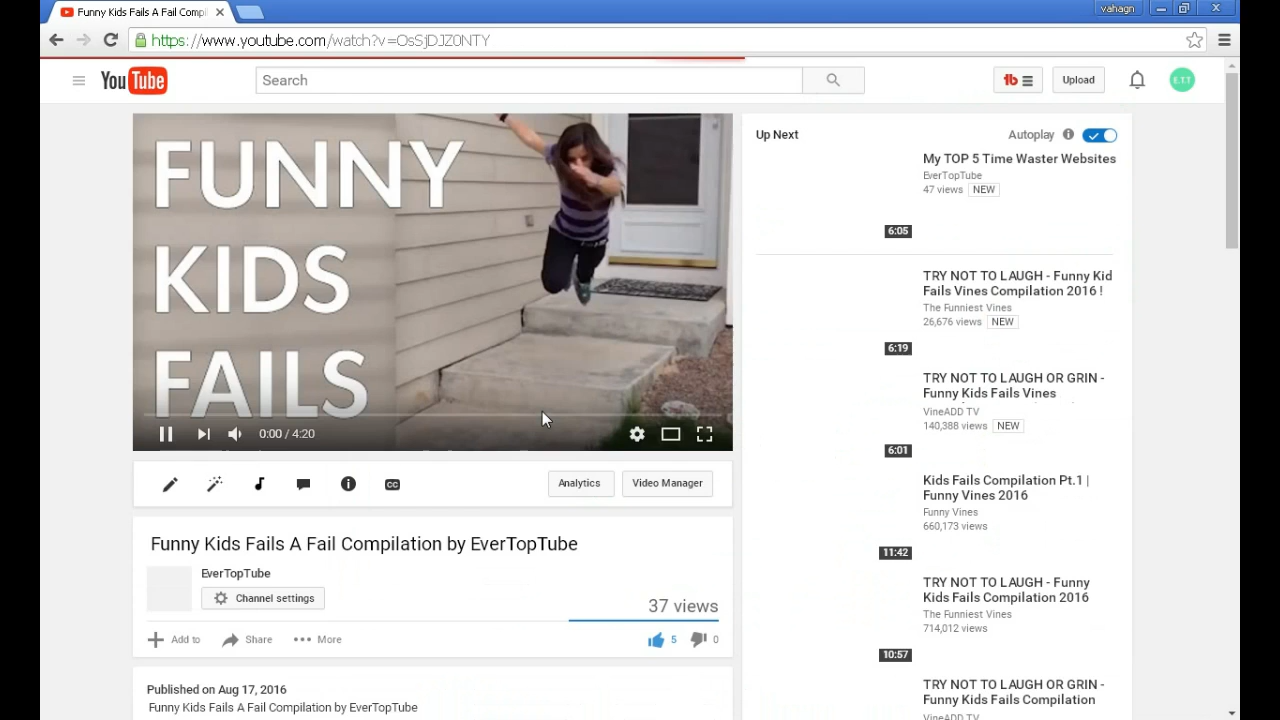 Funny Kids Fails A Fail Compi
vahagn
https://www.youtube.com/watch?v=OsSjDJZ0NTY
YouTube
Search
Upload
E.T.T
FUNNY
KIDS
FAILS
0:00 / 4:20
CC
Analytics
Video Manager
Funny Kids Fails A Fail Compilation by EverTopTube
EverTopTube
Channel settings
37 views
Add to
Share
More
5
0
Published on Aug 17, 2016
Funny Kids Fails A Fail Compilation by EverTopTube
Up Next
Autoplay
My TOP 5 Time Waster Websites
EverTopTube
47 views NEW
6:05
TRY NOT TO LAUGH - Funny Kid
Fails Vines Compilation 2016 !
The Funniest Vines
26,676 views NEW
6:19
TRY NOT TO LAUGH OR GRIN -
Funny Kids Fails Vines
VineADD TV
140,388 views NEW
6:01
Kids Fails Compilation Pt.1 |
Funny Vines 2016
Funny Vines
660,173 views
11:42
TRY NOT TO LAUGH - Funny
Kids Fails Compilation 2016
The Funniest Vines
714,012 views
10:57
TRY NOT TO LAUGH OR GRIN -
Funny Kids Fails Compilation
VineADD TV